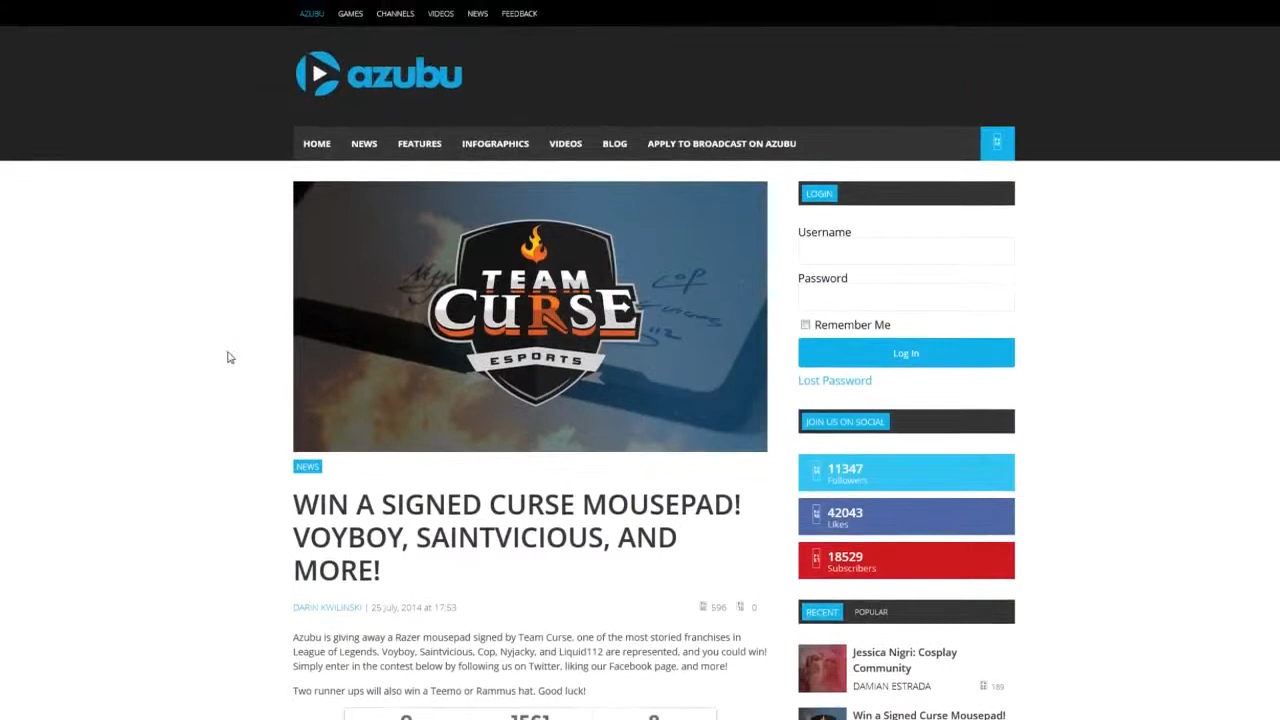 AZUBU GAMES CHANNELS VIDEOS NEWS FEEDBACK
azubu
HOME NEWS FEATURES INFOGRAPHICS VIDEOS BLOG APPLY TO BROADCAST ON AZUBU
cop
TEAM
CURSE
ESPORTS
NEWS
WIN A SIGNED CURSE MOUSEPAD!
VOYBOY, SAINTVICIOUS, AND
MORE!
DARIN KWILINSKI | 25 july, 2014 at 17:53
596 0
Azubu is giving away a Razer mousepad signed by Team Curse, one of the most storied franchises in
League of Legends. Voyboy, Saintvicious, Cop, Nyjacky, and Liquid112 are represented, and you could win!
Simply enter in the contest below by following us on Twitter, liking our Facebook page, and more!
Two runner ups will also win a Teemo or Rammus hat. Good luck!
LOGIN
Username
Password
Remember Me
Log In
Lost Password
JOIN US ON SOCIAL
11347
Followers
42043
Likes
18529
Subscribers
RECENT POPULAR
Jessica Nigri: Cosplay
Community
DAMIAN ESTRADA 189
Win a Signed Curse Mousepad!